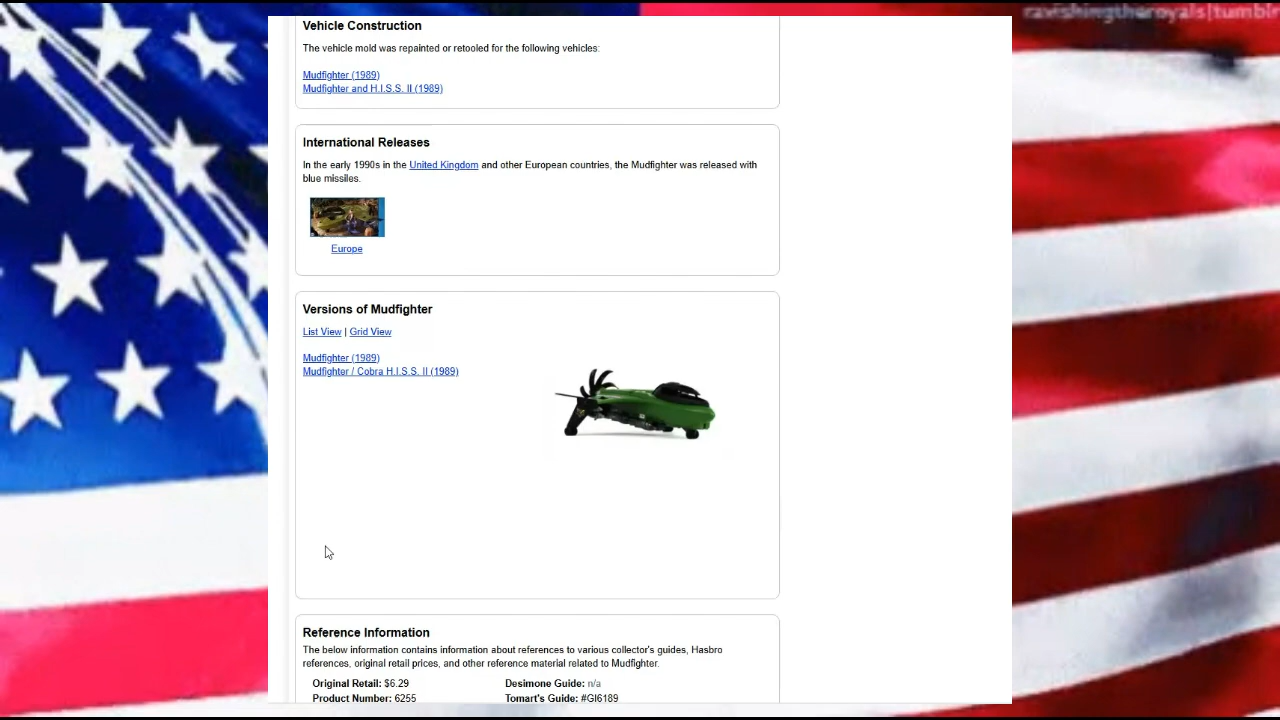 ravishingtheroyals|tumblr
Vehicle Construction
The vehicle mold was repainted or retooled for the following vehicles:
Mudfighter (1989)
Mudfighter and H.I.S.S. II (1989)
International Releases
In the early 1990s in the United Kingdom and other European countries, the Mudfighter was released with
blue missiles.
Europe
Versions of Mudfighter
List View | Grid View
Mudfighter (1989)
Mudfighter / Cobra H.I.S.S. II (1989)
Reference Information
The below information contains information about references to various collector's guides, Hasbro
references, original retail prices, and other reference material related to Mudfighter.
Original Retail: $6.29 Desimone Guide: n/a
Product Number: 6255 Tomart's Guide: #GI6189